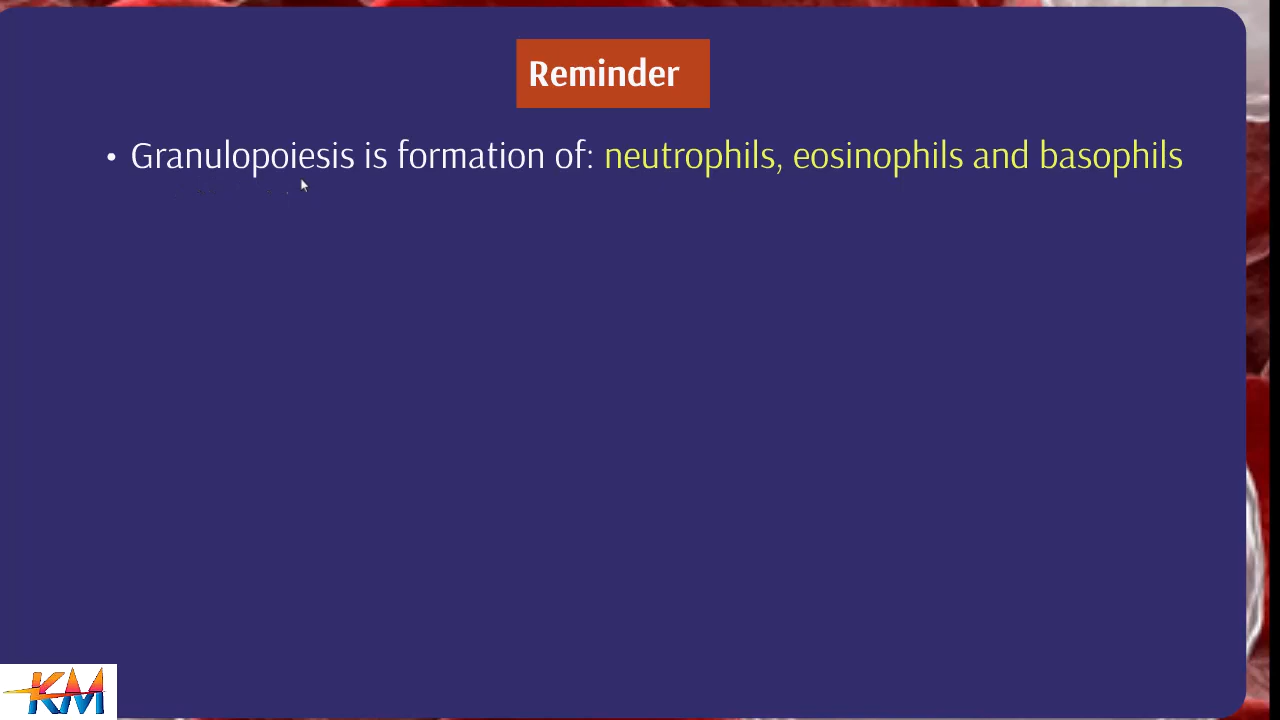 Reminder
• Granulopoiesis is formation of: neutrophils, eosinophils and basophils
KM